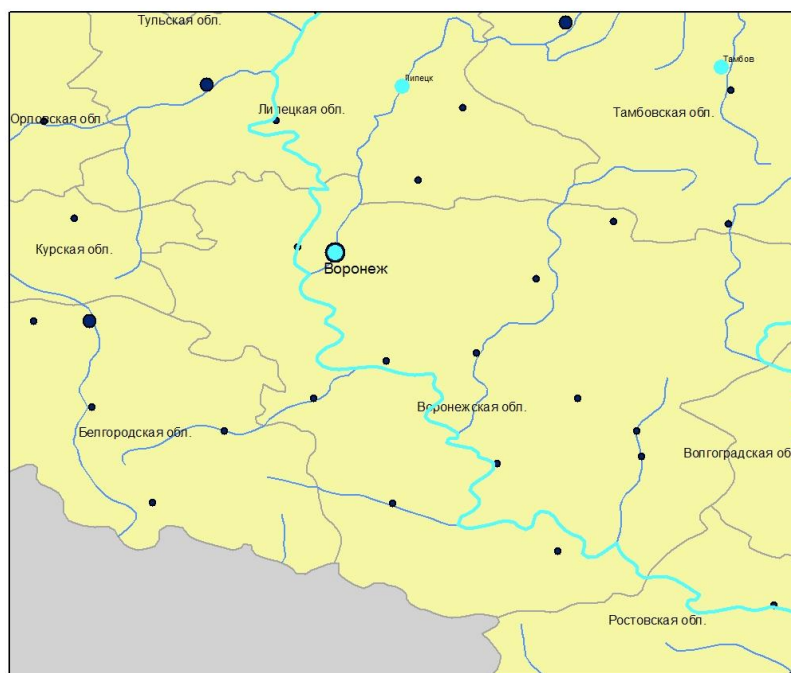 Тульская обл.
Тамбов
Липецк
Липецкая обл.
Тамбовская обл.
Орловская обл.
Курская обл.
Воронеж
Воронежская обл.
Белгородская обл.
Волгоградская об
Ростовская обл.